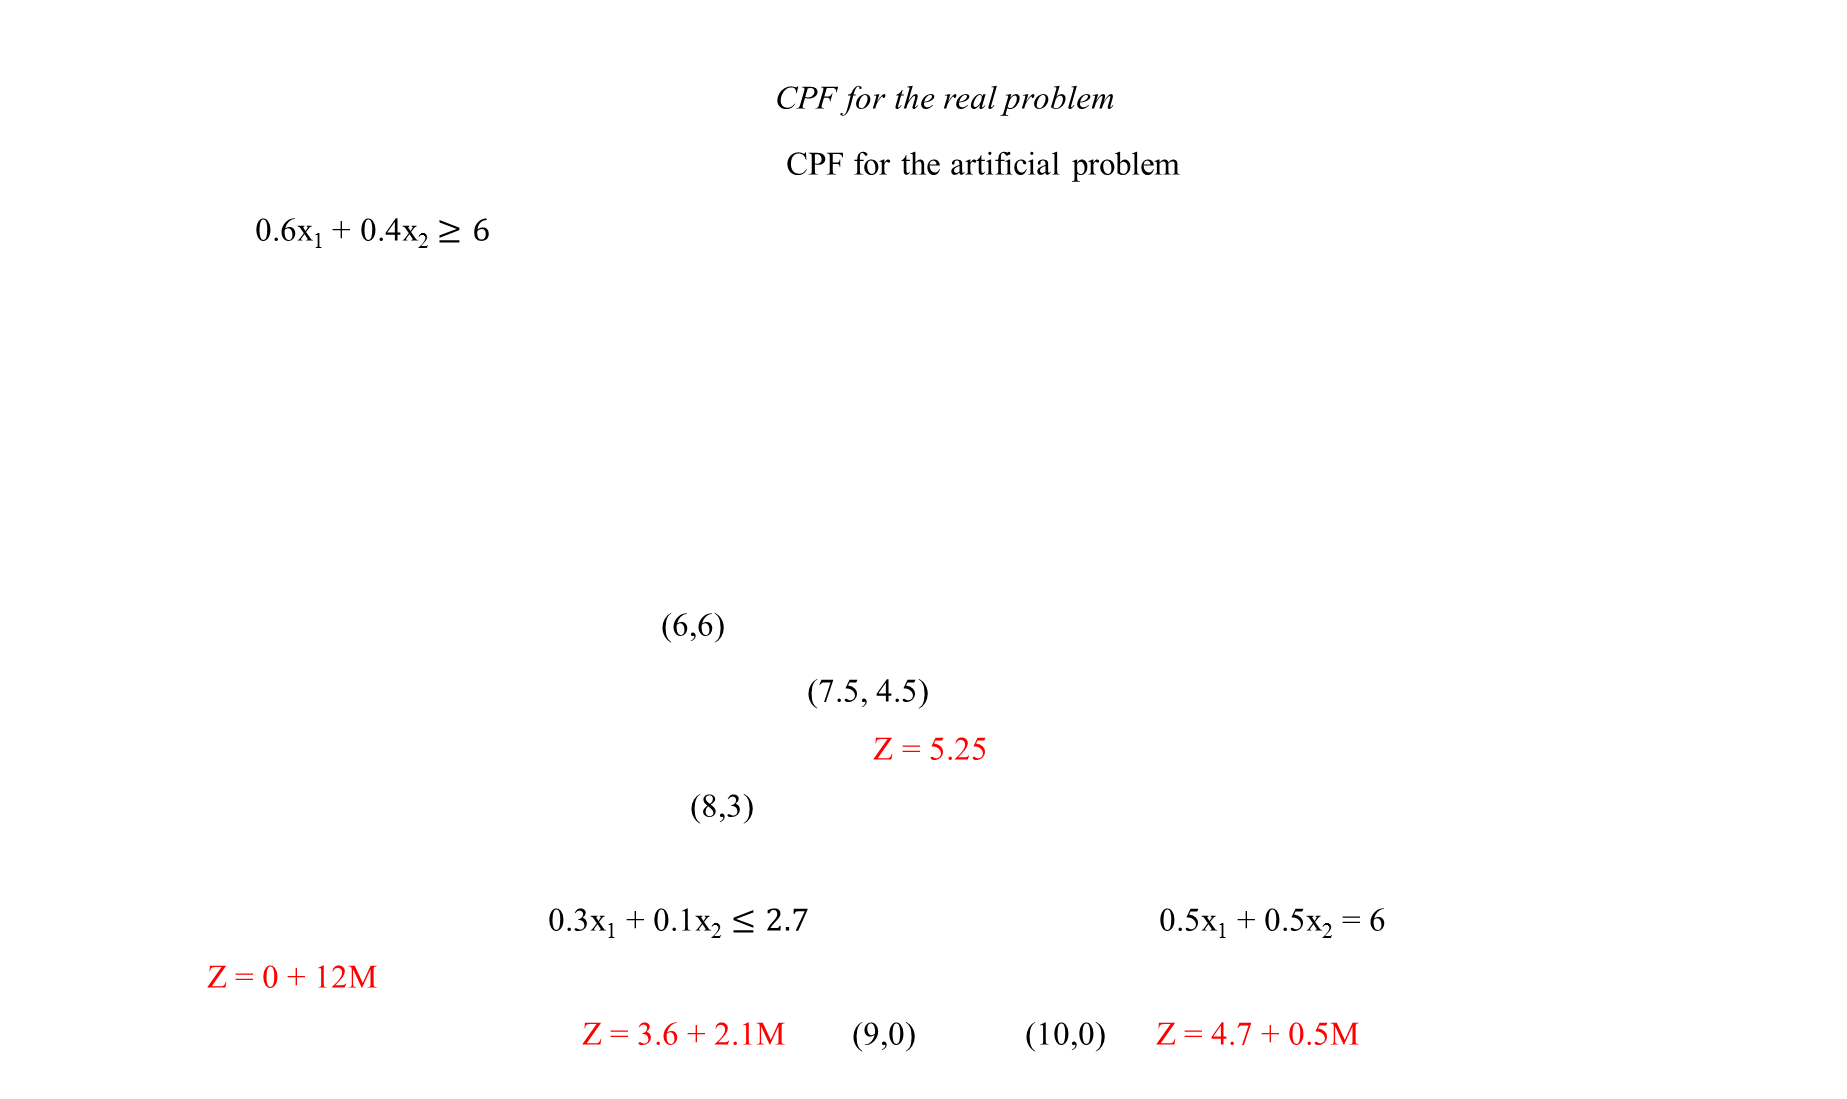 CPF for the real problem
CPF for the artificial problem
0.6x₁ + 0.4x₂ ≥ 6
(6,6)
(7.5, 4.5)
Z = 5.25
(8,3)
0.3x₁ + 0.1x₂ ≤ 2.7 0.5x₁ + 0.5x₂ = 6
Z = 0 + 12M
Z = 3.6 + 2.1M (9,0) (10,0) Z = 4.7 + 0.5M